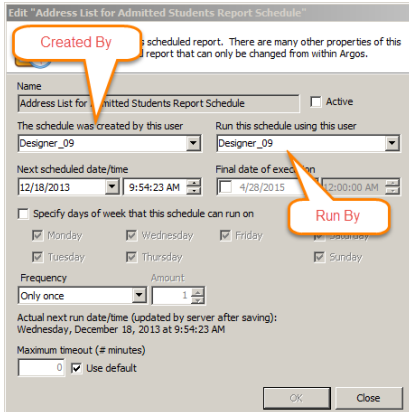 Edit "Address List for Admitted Students Report Schedule"
Created By
s scheduled report. There are many other properties of this
d report that can only be changed from within Argos.
Name
Address List for Admitted Students Report Schedule
Active
The schedule was created by this user
Run this schedule using this user
Designer_09
Designer_09
Next scheduled date/time
Final date of execution
12/18/2013
9:54:23 AM
4/28/2015
12:00:00 AM
Run By
Specify days of week that this schedule can run on
Monday
Wednesday
Friday
Saturday
Tuesday
Thursday
Sunday
Frequency
Amount
Only once
1
Actual next run date/time (updated by server after saving):
Wednesday, December 18, 2013 at 9:54:23 AM
Maximum timeout (# minutes)
0
Use default
OK
Close